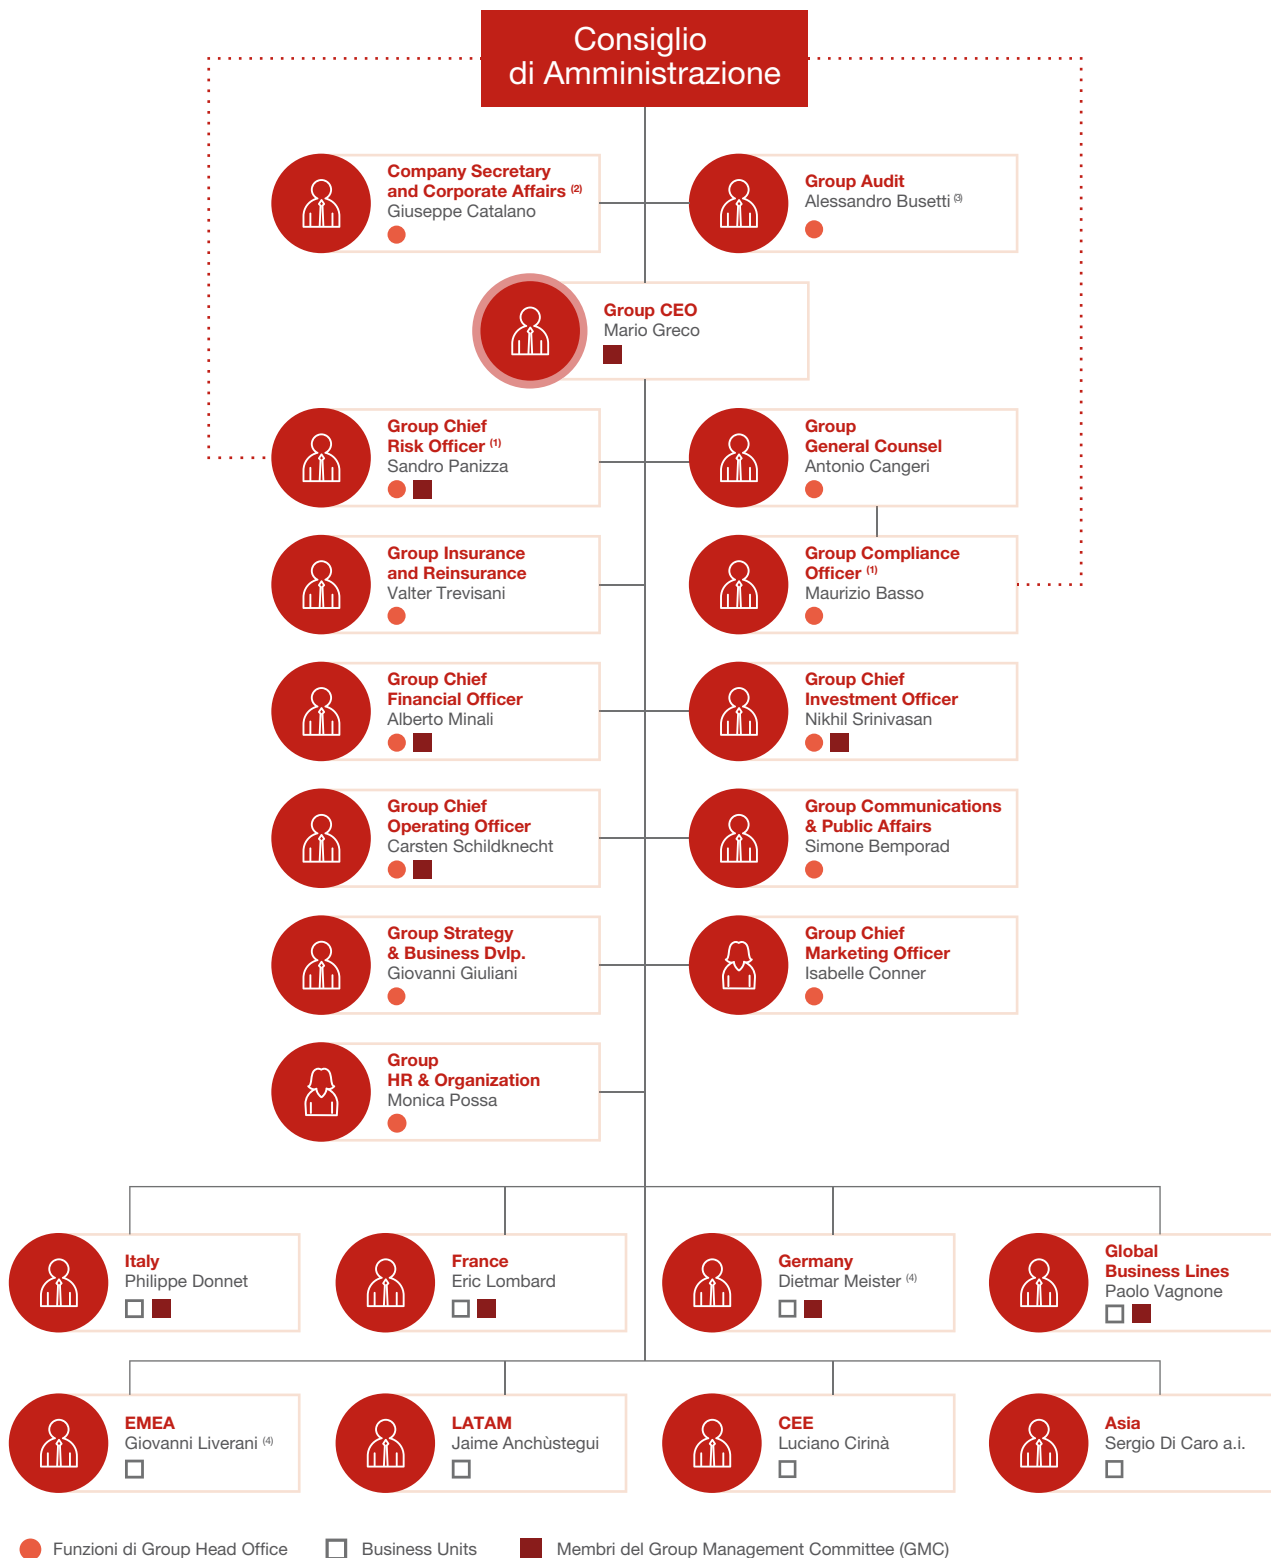 Consiglio
di Amministrazione
Company Secretary
and Corporate Affairs (2)
Giuseppe Catalano
Group Audit
Alessandro Busetti (3)
Group CEO
Mario Greco
Group Chief
Risk Officer (1)
Sandro Panizza
Group
General Counsel
Antonio Cangeri
Group Insurance
and Reinsurance
Valter Trevisani
Group Compliance
Officer (1)
Maurizio Basso
Group Chief
Financial Officer
Alberto Minali
Group Chief
Investment Officer
Nikhil Srinivasan
Group Chief
Operating Officer
Carsten Schildknecht
Group Communications
& Public Affairs
Simone Bemporad
Group Strategy
& Business Dvlp.
Giovanni Giuliani
Group Chief
Marketing Officer
Isabelle Conner
Group
HR & Organization
Monica Possa
Italy
Philippe Donnet
France
Eric Lombard
Germany
Dietmar Meister (4)
Global
Business Lines
Paolo Vagnone
EMEA
Giovanni Liverani (4)
LATAM
Jaime Anchùstegui
CEE
Luciano Cirinà
Asia
Sergio Di Caro a.i.
Funzioni di Group Head Office
Business Units
Membri del Group Management Committee (GMC)